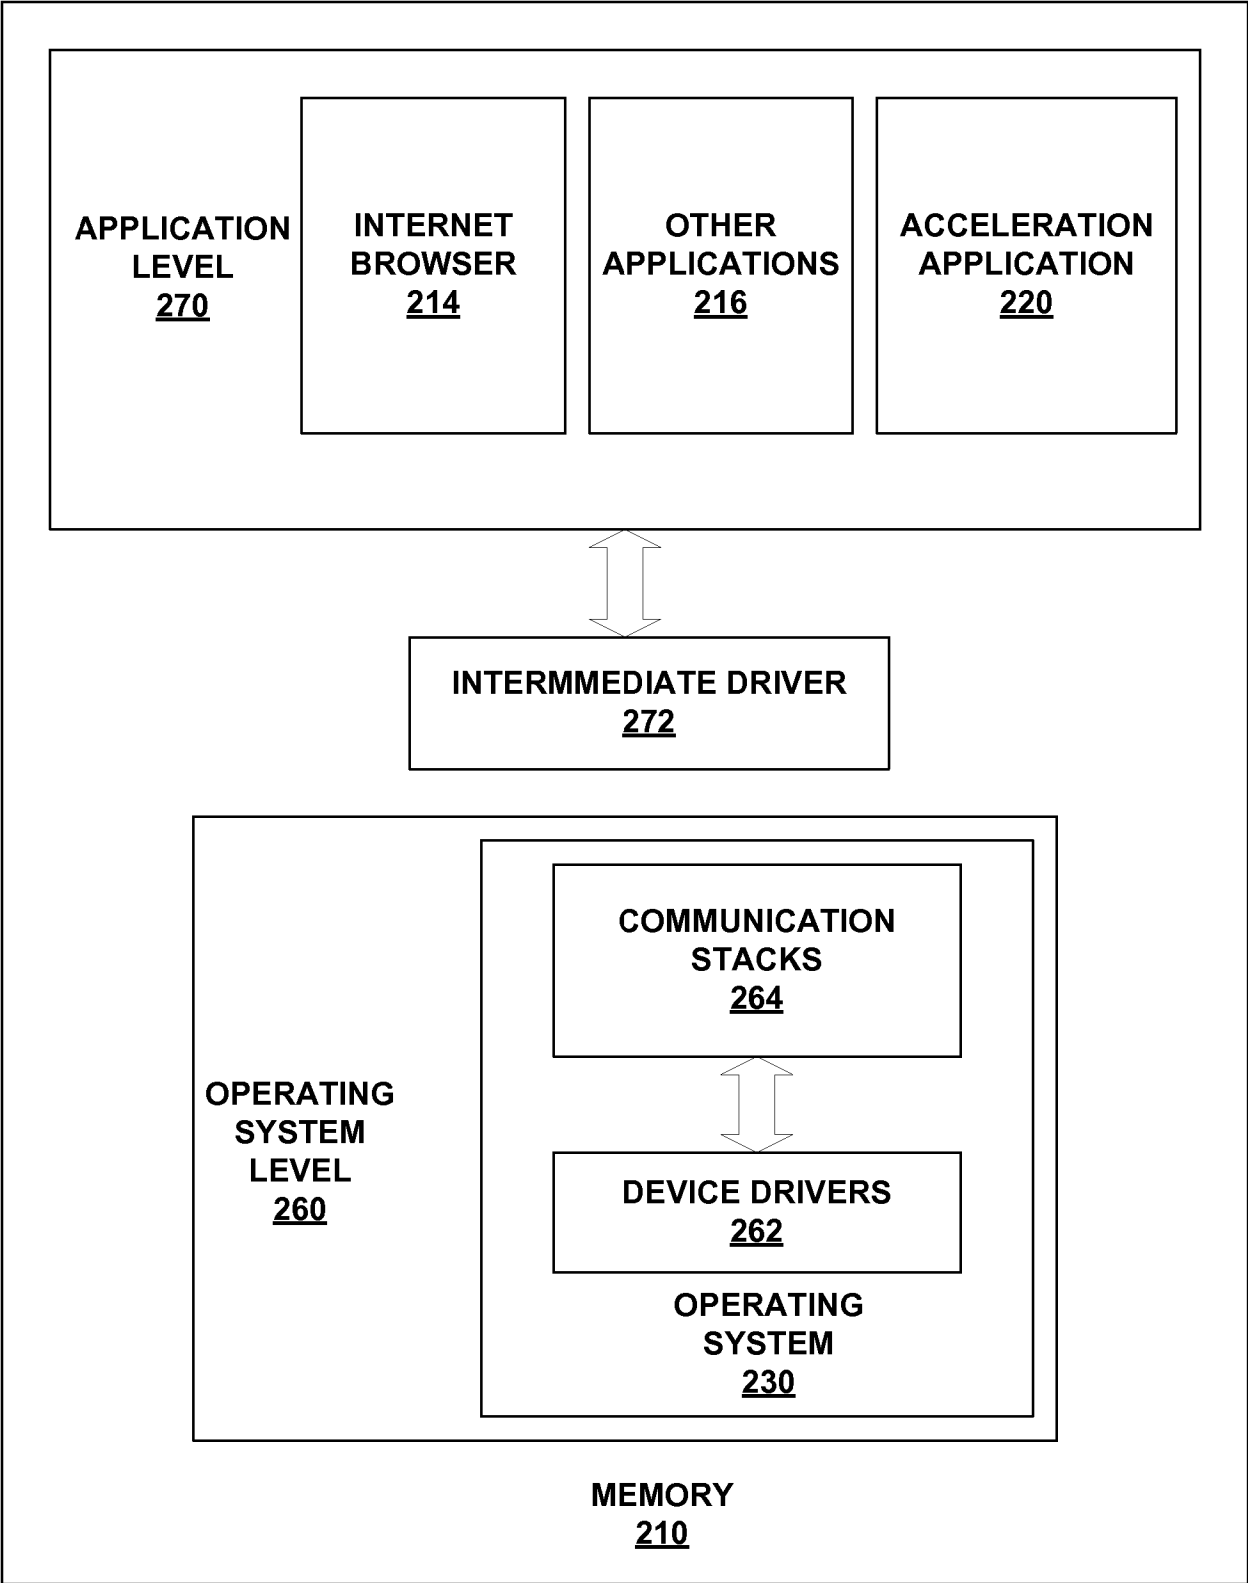 APPLICATION
LEVEL
270
INTERNET
BROWSER
214
OTHER
APPLICATIONS
216
ACCELERATION
APPLICATION
220
INTERMMEDIATE DRIVER
272
COMMUNICATION
STACKS
264
OPERATING
SYSTEM
LEVEL
260
DEVICE DRIVERS
262
OPERATING
SYSTEM
230
MEMORY
210